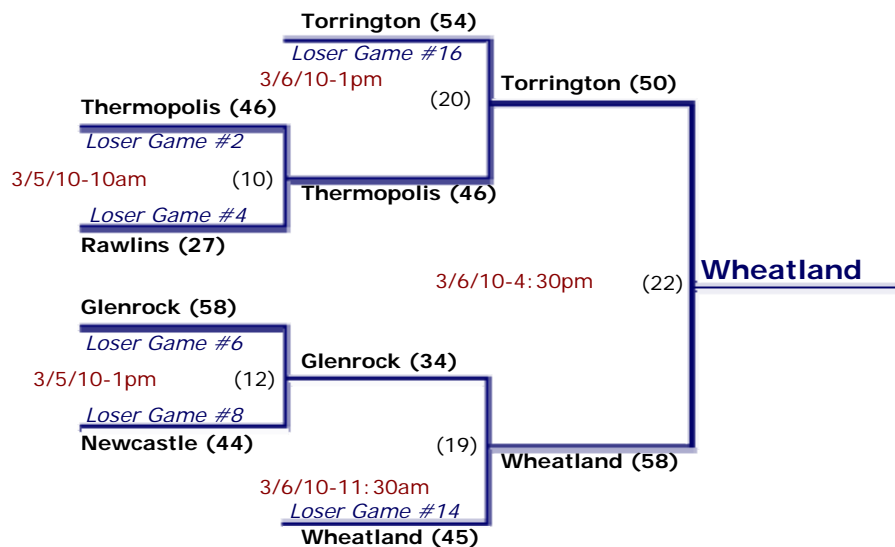 Torrington (54)
Loser Game #16
3/6/10-1pm
Torrington (50)
(20)
Thermopolis (46)
Loser Game #2
3/5/10-10am
(10)
Thermopolis (46)
Loser Game #4
Rawlins (27)
3/6/10-4:30pm
(22)
Wheatland
Glenrock (58)
Loser Game #6
3/5/10-1pm
(12)
Glenrock (34)
Loser Game #8
Newcastle (44)
(19)
Wheatland (58)
3/6/10-11:30am
Loser Game #14
Wheatland (45)